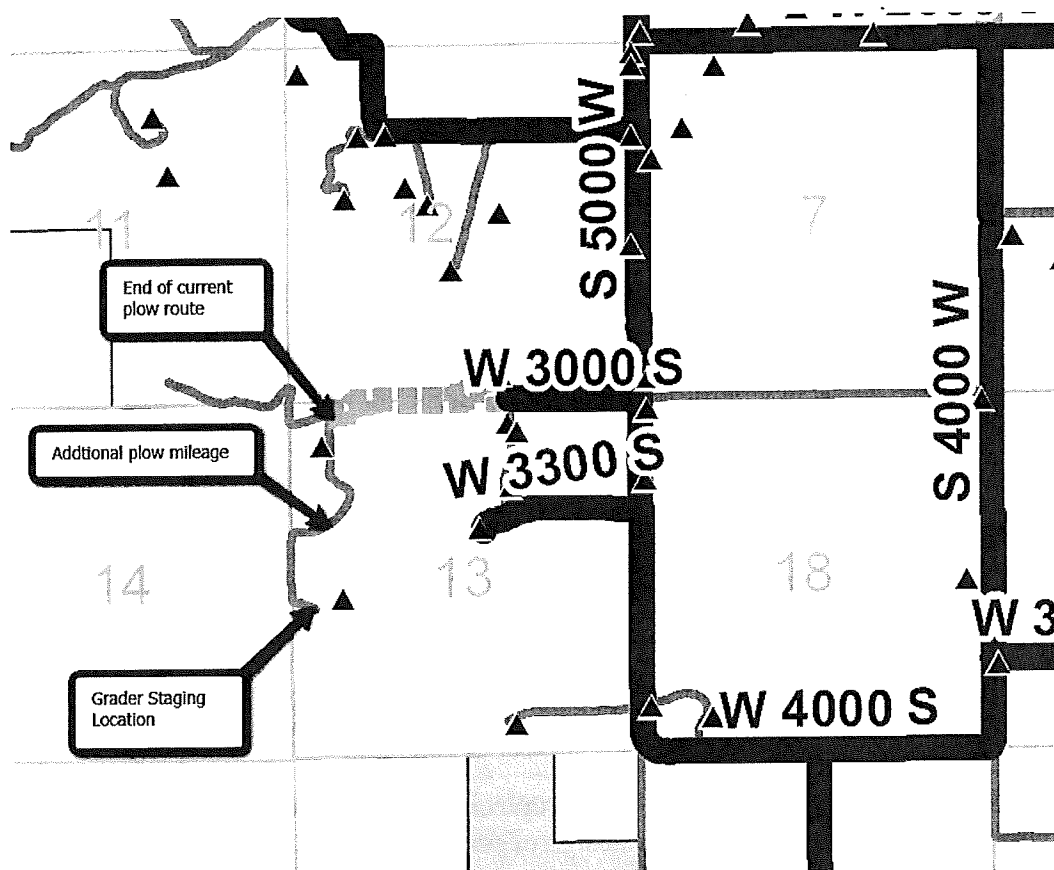 S 5000 W
7
11
12
End of current
plow route
W 3000 S
S 4000 W
Addtional plow mileage
W 3300 S
14
13
18
W 3
Grader Staging
Location
W 4000 S